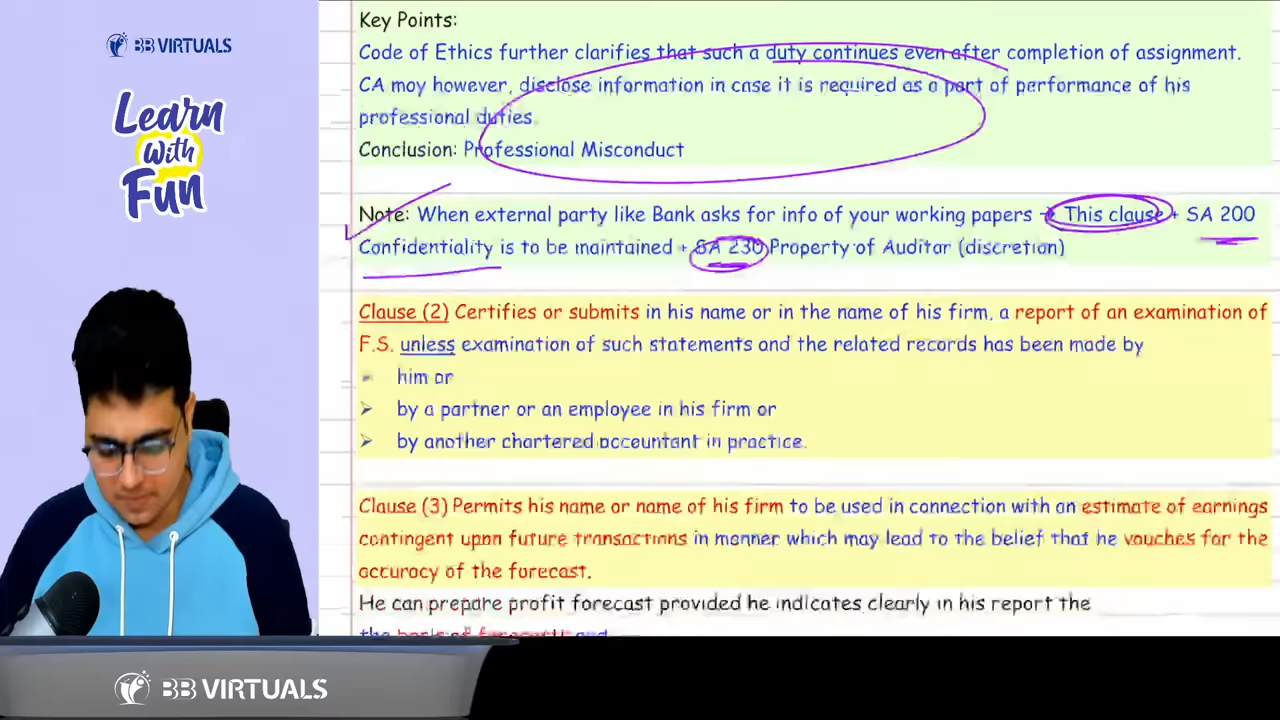 BB VIRTUALS
Learn
With
Fun
Key Points:
Code of Ethics further clarifies that such a duty continues even after completion of assignment.
CA may however, disclose information in case it is required as a part of performance of his
professional duties.
Conclusion: Professional Misconduct
Note: When external party like Bank asks for info of your working papers → This clause + SA 200
Confidentiality is to be maintained + SA 230 Property of Auditor (discretion)
Clause (2) Certifies or submits in his name or in the name of his firm, a report of an examination of
F.S. unless examination of such statements and the related records has been made by
him or
➤ by a partner or an employee in his firm or
➤ by another chartered accountant in practice.
Clause (3) Permits his name or name of his firm to be used in connection with an estimate of earnings
contingent upon future transactions in manner which may lead to the belief that he vouches for the
accuracy of the forecast.
He can prepare profit forecast provided he indicates clearly in his report the
the basis of forecast; and
BB VIRTUALS